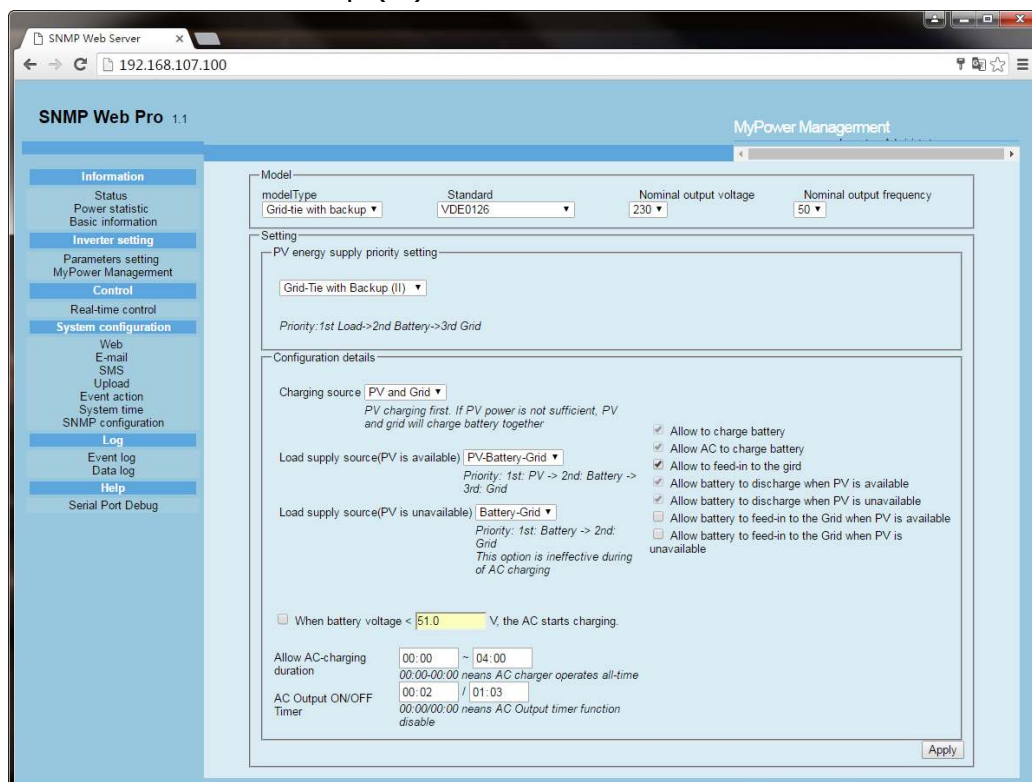 SNMP Web Server
192.168.107.100
SNMP Web Pro 1.1
MyPower Managerment
Information
Status
Power statistic
Basic information
Inverter setting
Parameters setting
MyPower Management
Control
Real-time control
System configuration
Web
E-mail
SMS
Upload
Event action
System time
SNMP configuration
Log
Event log
Data log
Help
Serial Port Debug
Model
modelType Standard Nominal output voltage Nominal output frequency
Grid-tie with backup VDE0126 230 50
Setting
PV energy supply priority setting
Grid-Tie with Backup (II)
Priority:1st Load->2nd Battery->3rd Grid
Configuration details
Charging source PV and Grid
PV charging first. If PV power is not sufficient, PV
and grid will charge battery together
Load supply source(PV is available) PV-Battery-Grid
Priority: 1st: PV -> 2nd: Battery ->
3rd: Grid
Load supply source(PV is unavailable) Battery-Grid
Priority: 1st: Battery -> 2nd:
Grid
This option is ineffective during
of AC charging
Allow to charge battery
Allow AC to charge battery
Allow to feed-in to the gird
Allow battery to discharge when PV is available
Allow battery to discharge when PV is unavailable
Allow battery to feed-in to the Grid when PV is available
Allow battery to feed-in to the Grid when PV is
unavailable
When battery voltage < 51.0 V, the AC starts charging.
Allow AC-charging
duration
00:00 ~ 04:00
00:00-00:00 neans AC charger operates all-time
AC Output ON/OFF
Timer
00:02 / 01:03
00:00/00:00 neans AC Output timer function
disable
Apply